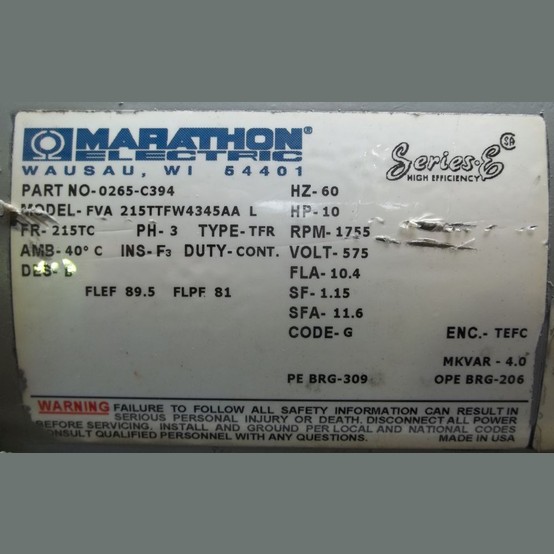 MARATHON®
ELECTRIC
WAUSAU, WI 54401
Series-E SA
HIGH EFFICIENCY
PART NO-0265-C394
HZ-60
MODEL-FVA 215TTFW4345AA L
HP-10
FR-215TC PH-3 TYPE-TFR
RPM-1755
AMB-40° C INS-F3 DUTY-CONT.
VOLT-575
DES-
FLA-10.4
FLEF 89.5 FLPF 81
SF-1.15
SFA-11.6
CODE-G ENC.-TEFC
MKVAR-4.0
PE BRG-309 OPE BRG-206
WARNING FAILURE TO FOLLOW ALL SAFETY INFORMATION CAN RESULT IN
SERIOUS PERSONAL INJURY OR DEATH. DISCONNECT ALL POWER
BEFORE SERVICING. INSTALL AND GROUND PER LOCAL AND NATIONAL CODES
CONSULT QUALIFIED PERSONNEL WITH ANY QUESTIONS. MADE IN USA